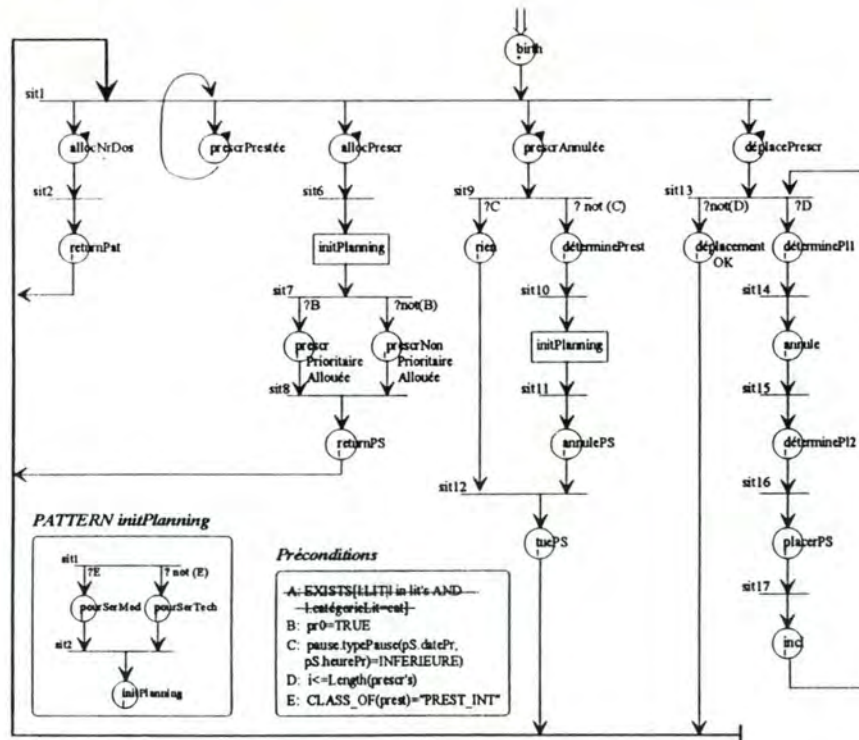 birth
sit1
allocNrDos
prescrPrestée
allocPrescr
prescrAnnulée
déplacePrescr
sit2
sit6
sit9
sit13
?C
? not (C)
?not(D)
?D
returnPat
initPlanning
rien
déterminePrest
déplacement
OK
déterminePl1
sit7
sit10
sit14
?B
?not(B)
prescr
Prioritaire
Allouée
prescrNon
Prioritaire
Allouée
initPlanning
annule
sit8
sit11
sit15
returnPS
annulePS
déterminePl2
sit12
sit16
PATTERN initPlanning
tuePS
placerPS
sit1
?E
? not (E)
pourSerMed
pourSerTech
sit2
initPlanning
Préconditions
A: EXISTS[l:LIT|l in lit's AND
l.catégorieLit=cat]
B: pr0=TRUE
C: pause.typePause(pS.datePr,
pS.heurePr)=INFERIEURE)
D: i<=Length(prescr's)
E: CLASS_OF(prest)="PREST_INT"
sit17
inci